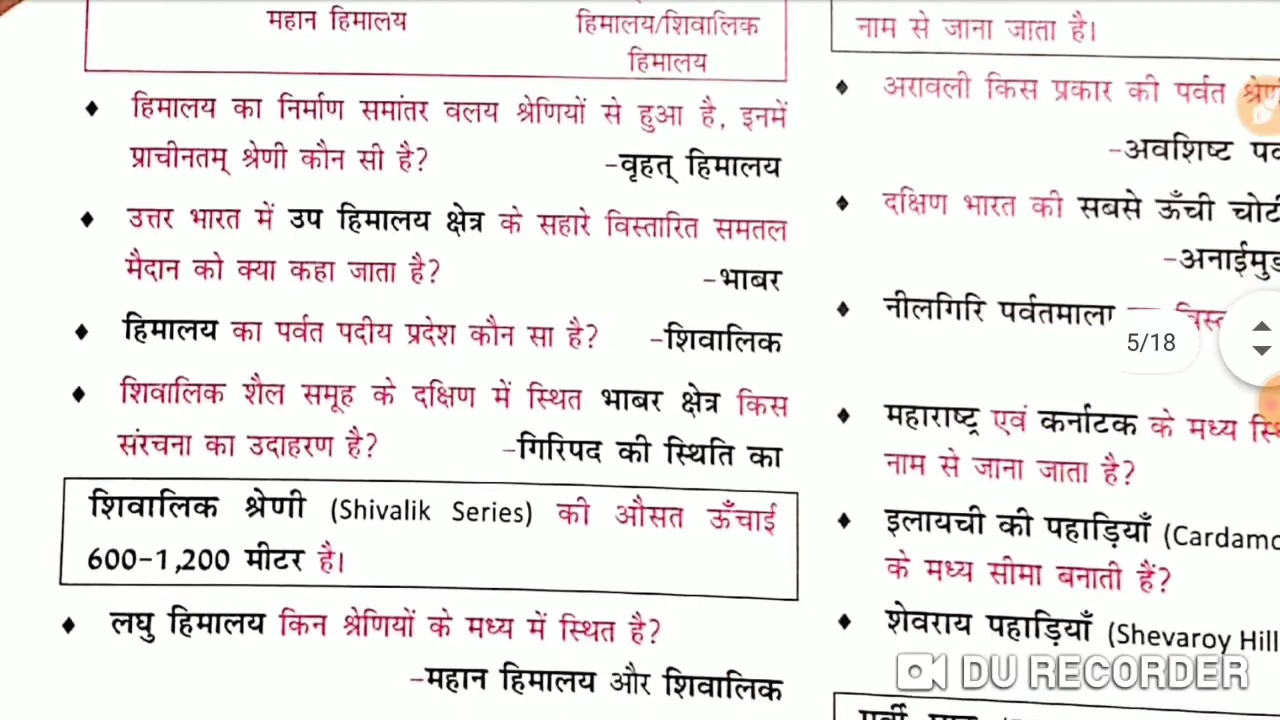 महान हिमालय
हिमालय/शिवालिक
हिमालय
♦ हिमालय का निर्माण समांतर वलय श्रेणियों से हुआ है, इनमें
प्राचीनतम् श्रेणी कौन सी है? -वृहत् हिमालय
♦ उत्तर भारत में उप हिमालय क्षेत्र के सहारे विस्तारित समतल
मैदान को क्या कहा जाता है? -भाबर
♦ हिमालय का पर्वत पदीय प्रदेश कौन सा है? -शिवालिक
♦ शिवालिक शैल समूह के दक्षिण में स्थित भाबर क्षेत्र किस
संरचना का उदाहरण है? -गिरिपद की स्थिति का
शिवालिक श्रेणी (Shivalik Series) की औसत ऊँचाई
600-1,200 मीटर है।
♦ लघु हिमालय किन श्रेणियों के मध्य में स्थित है?
-महान हिमालय और शिवालिक
नाम से जाना जाता है।
♦ अरावली किस प्रकार की पर्वत
-अवशिष्ट
♦ दक्षिण भारत की सबसे ऊँची
♦ नीलगिरि पर्वतमाला
5/18
♦ महाराष्ट्र एवं कर्नाटक के मध्य
नाम से जाना जाता है?
♦ इलायची की पहाड़ियाँ
के मध्य सीमा बनाती हैं?
♦ शेवराय पहाड़ियाँ (Shevaroy
DU RECORDER